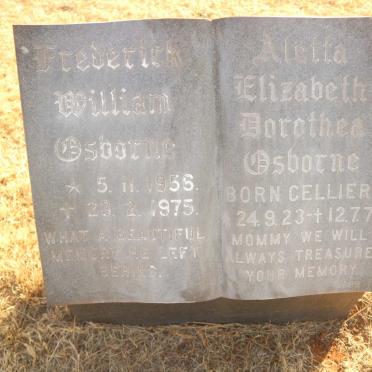 Frederick
William
Osborne
* 5.11.1956.
+ 2.1975.
WHAT A BEAUTIFUL
MEMORY HE LEFT
BEHIND.
Aletta
Elizabeth
Dorothea
Osborne
BORN CELLIER
24.9.23-+12.7.7
MOMMY WE WILL
ALWAYS TREASURE
YOUR MEMORY